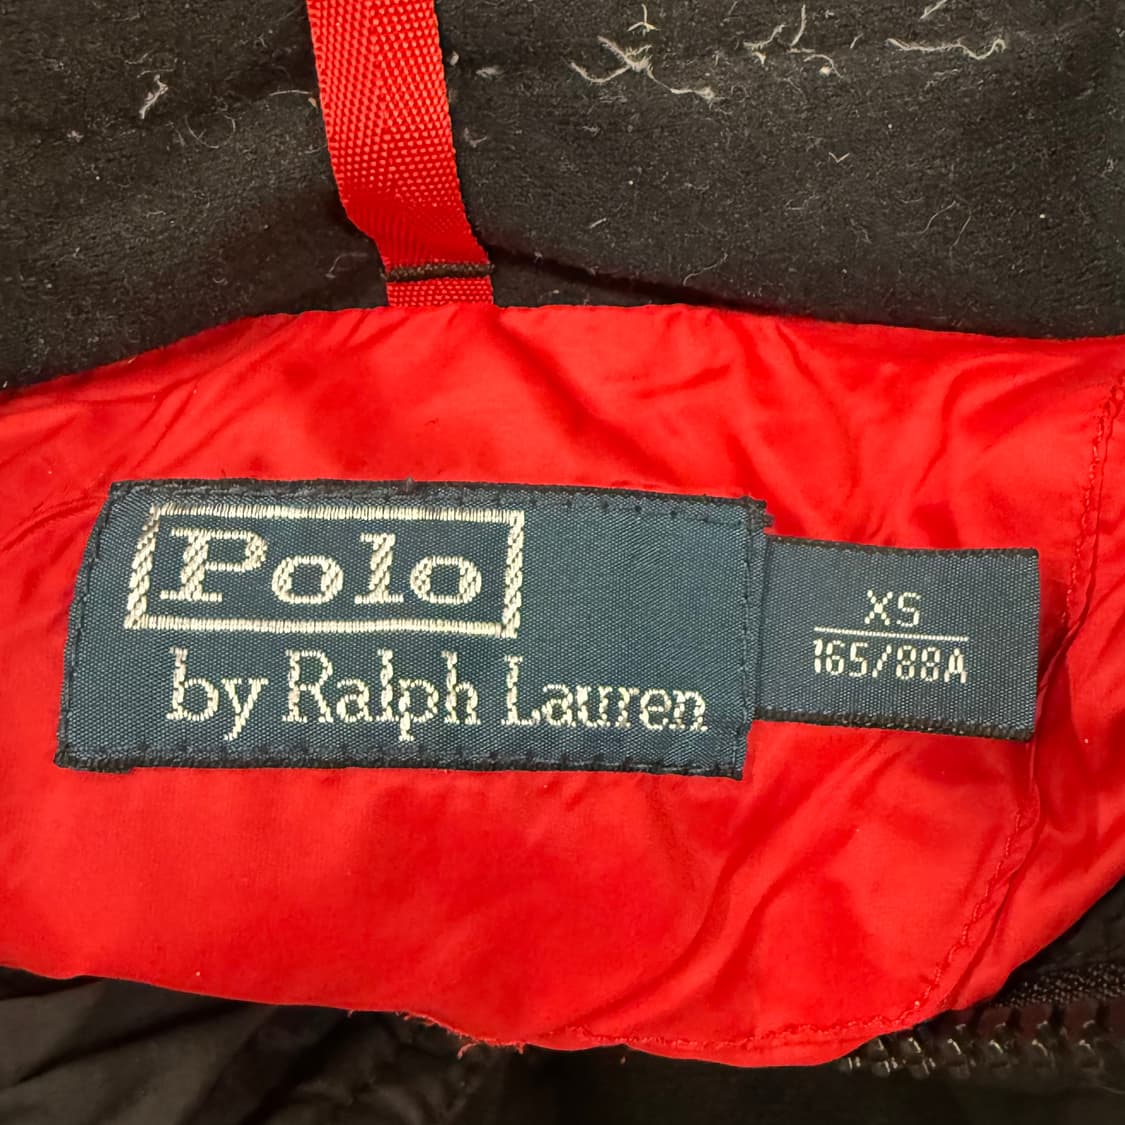 Polo
by Ralph Lauren
XS
165/88A